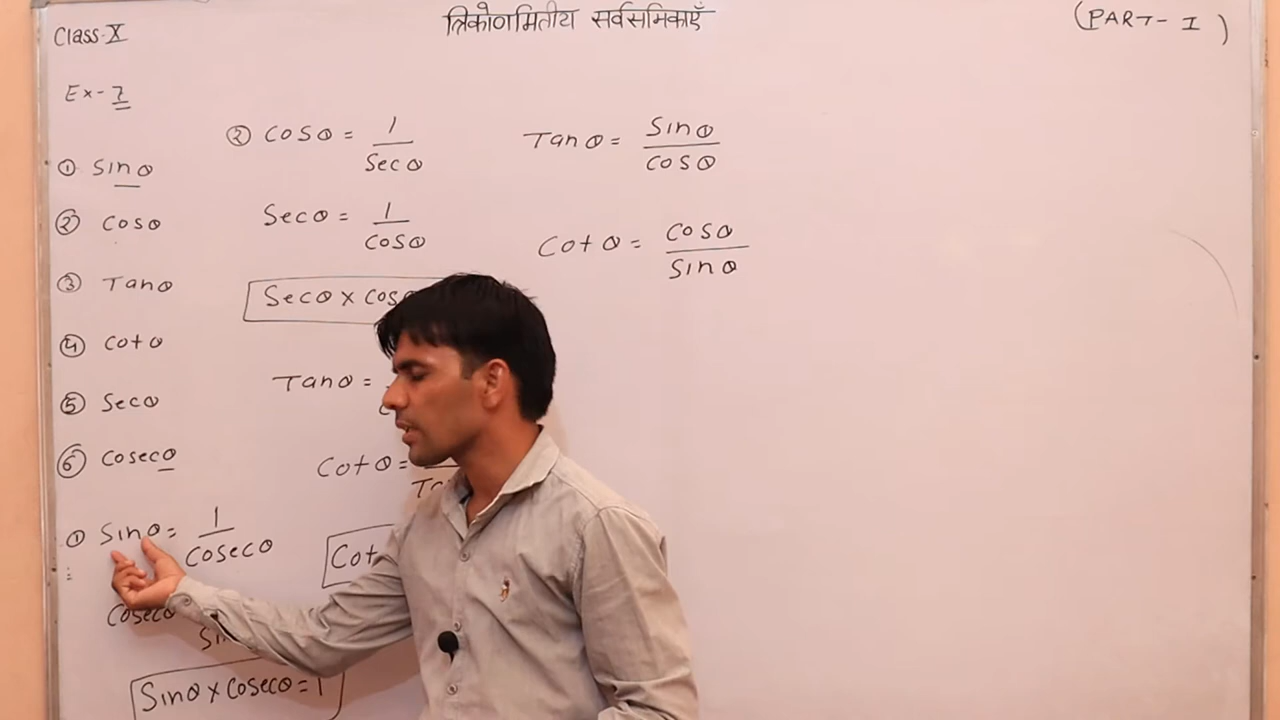 Class-X
त्रिकोणमितीय सर्वसमिकाएँ
(PART-I)
Ex-7
① Sinθ
② Cosθ
③ Tanθ
④ Cotθ
⑤ Secθ
⑥ Cosecθ
① Sinθ = 1/Cosecθ
Cosecθ
Sin
Sinθ × Cosecθ = 1
② Cosθ = 1/Secθ
Secθ = 1/Cosθ
Secθ × Cosθ
Tanθ =
Cotθ =
Cot
Tanθ = Sinθ/Cosθ
Cotθ = Cosθ/Sinθ